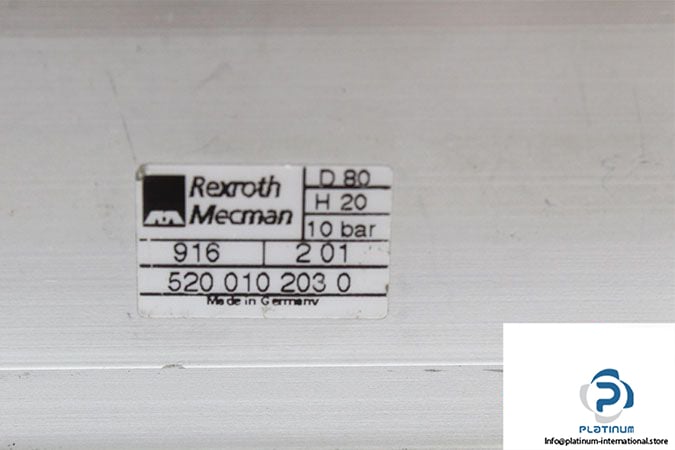 Rexroth
Mecman
D 80
H 20
10 bar
916 2 01
520 010 203 0
Made in Germany
PLATINUM
Info@platinum-international.store